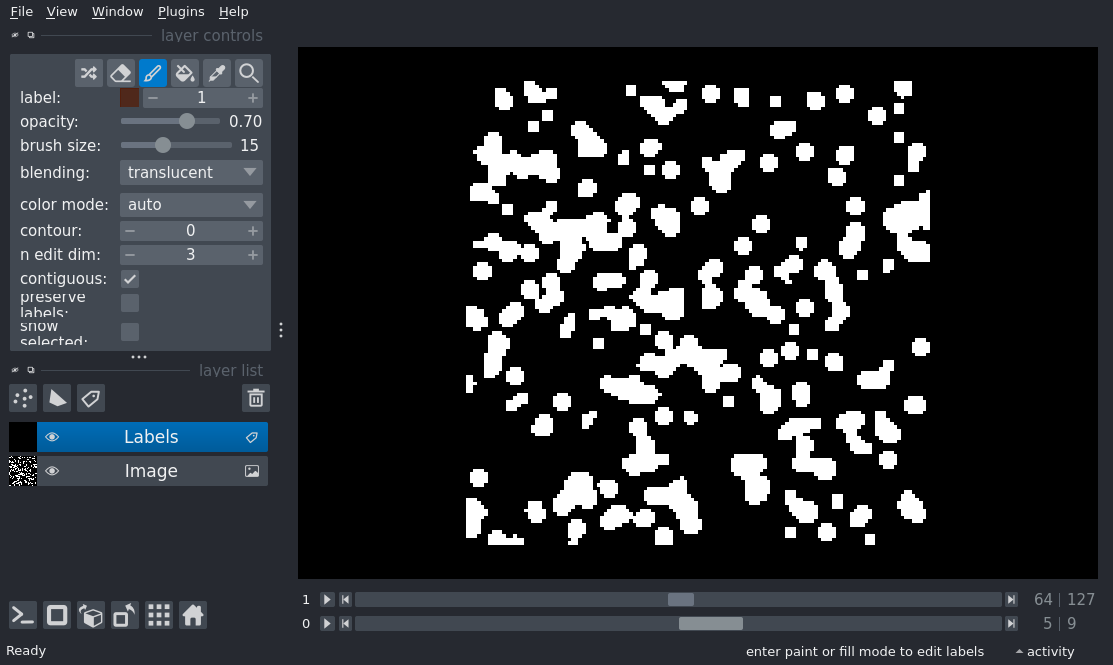 File View Window Plugins Help
layer controls
label: 1
opacity: 0.70
brush size: 15
blending: translucent
color mode: auto
contour: 0
n edit dim: 3
contiguous:
preserve
labels:
show
selected:
layer list
Labels
Image
1 64 | 127
0 5 | 9
Ready enter paint or fill mode to edit labels activity